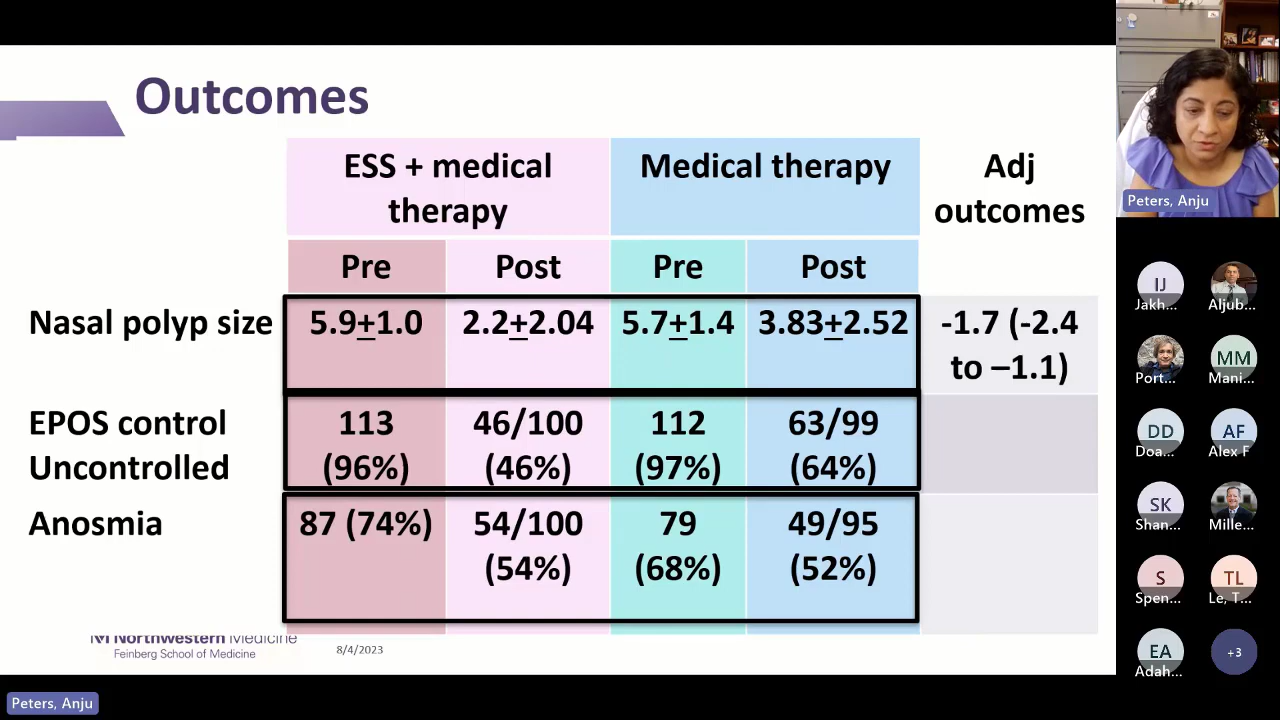 Outcomes
ESS + medical
therapy
Medical therapy
Adj
outcomes
Pre
Post
Pre
Post
Nasal polyp size
5.9+1.0
2.2+2.04
5.7+1.4
3.83+2.52
-1.7 (-2.4
to –1.1)
EPOS control
Uncontrolled
113
(96%)
46/100
(46%)
112
(97%)
63/99
(64%)
Anosmia
87 (74%)
54/100
(54%)
79
(68%)
49/95
(52%)
Northwestern Medicine
Feinberg School of Medicine
8/4/2023
Peters, Anju
Peters, Anju
IJ
Jakh...
Aljub...
Port...
MM
Mani...
DD
Doa...
AF
Alex F
SK
Shan...
Mille...
S
Spen...
TL
Le, T...
EA
Adah...
+3